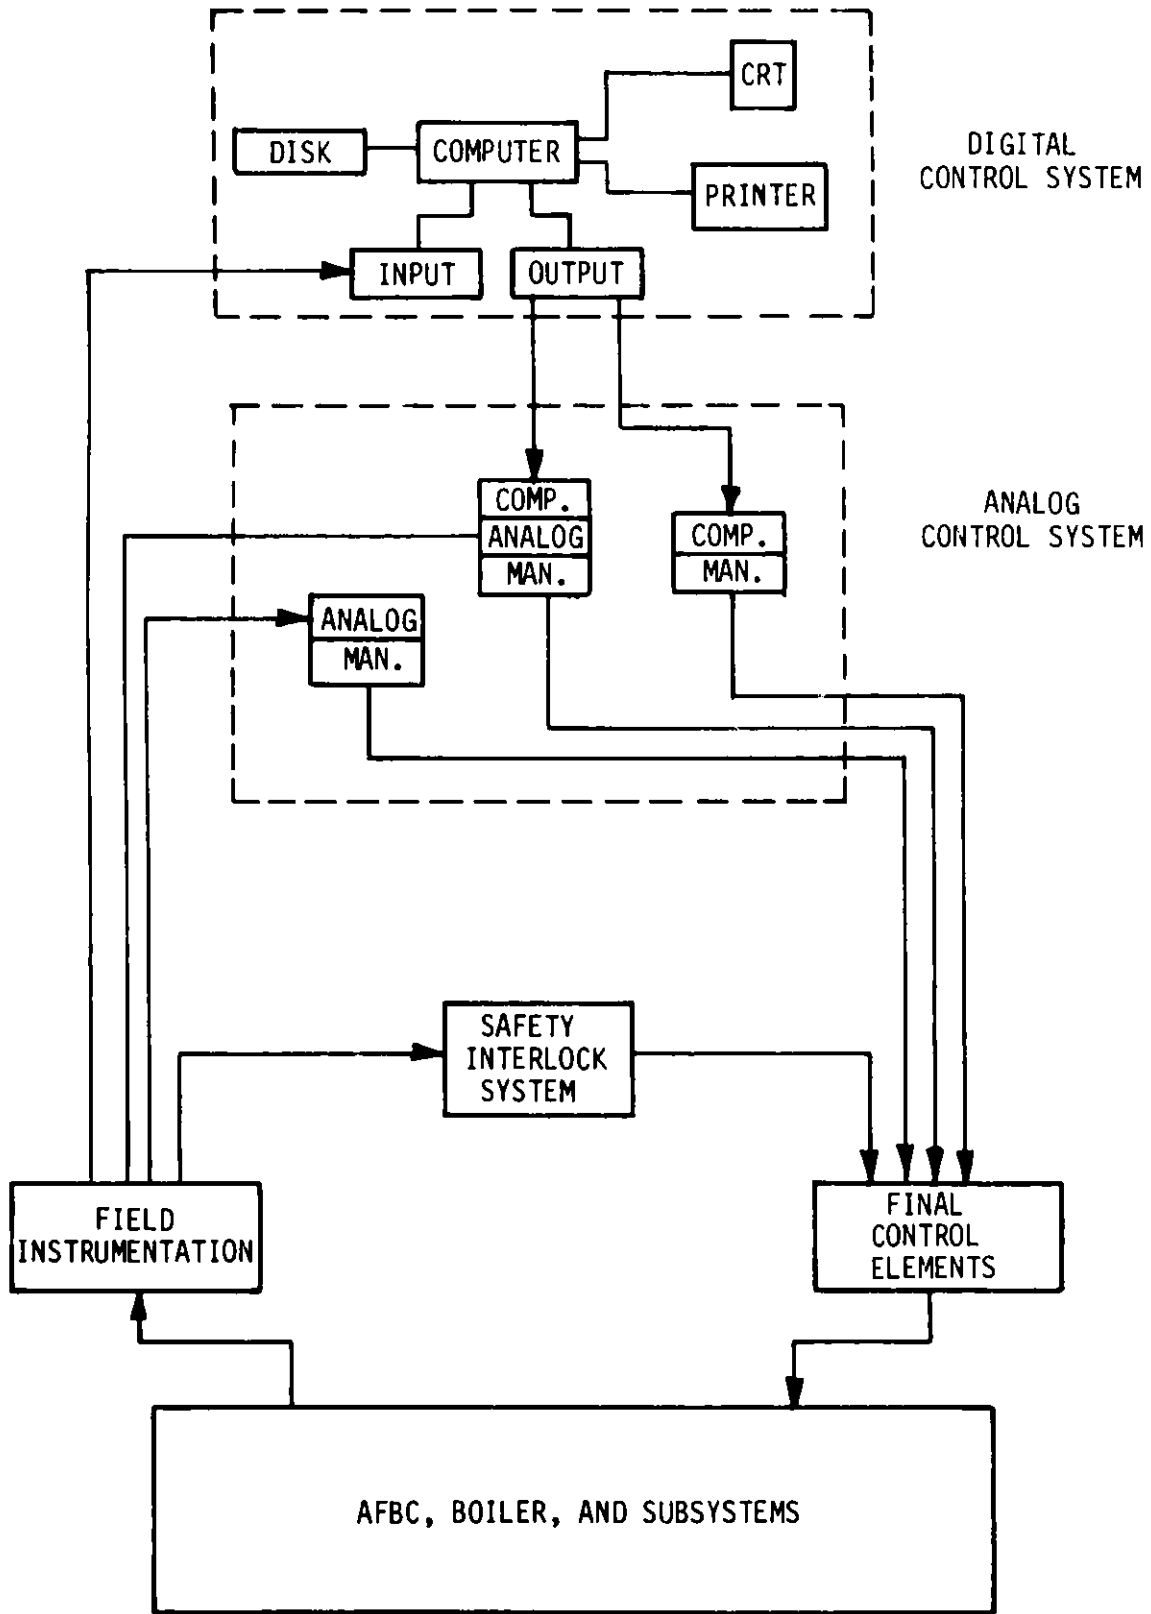 CRT
DISK
COMPUTER
PRINTER
DIGITAL
CONTROL SYSTEM
INPUT
OUTPUT
COMP.
ANALOG
MAN.
COMP.
MAN.
ANALOG
CONTROL SYSTEM
ANALOG
MAN.
SAFETY
INTERLOCK
SYSTEM
FIELD
INSTRUMENTATION
FINAL
CONTROL
ELEMENTS
AFBC, BOILER, AND SUBSYSTEMS